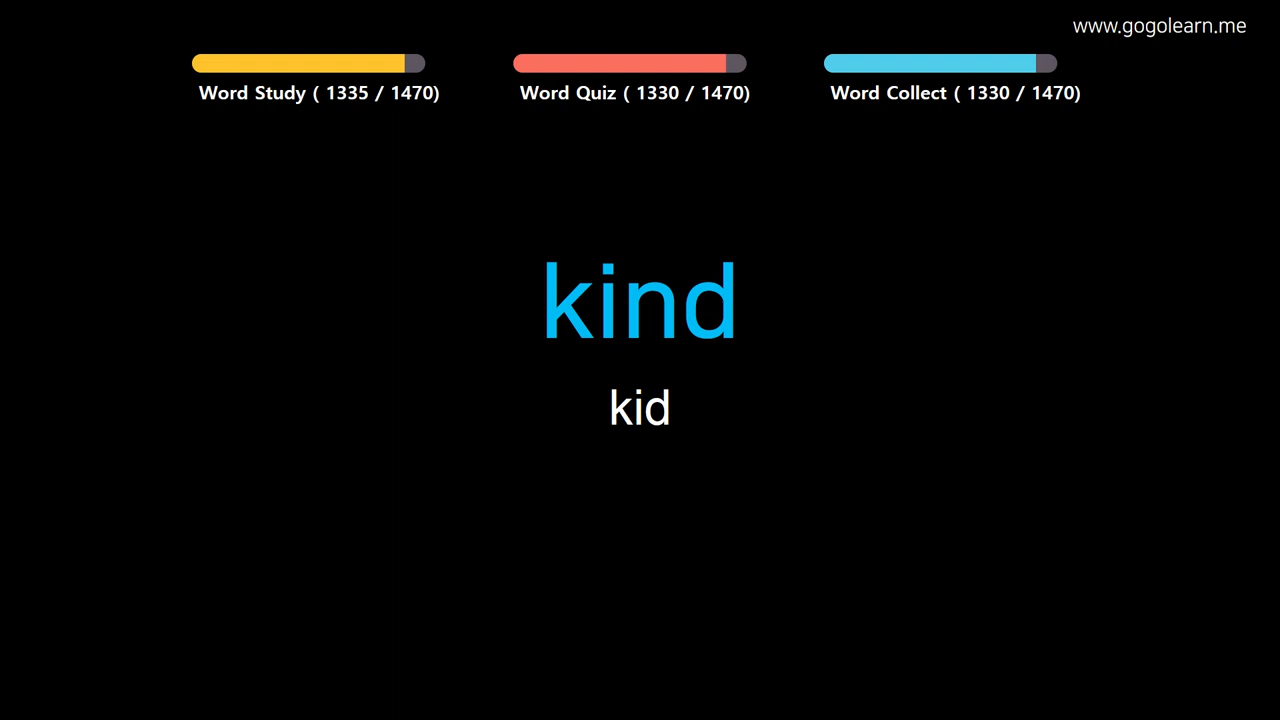 www.gogolearn.me
Word Study ( 1335 / 1470)
Word Quiz ( 1330 / 1470)
Word Collect ( 1330 / 1470)
kind
kid